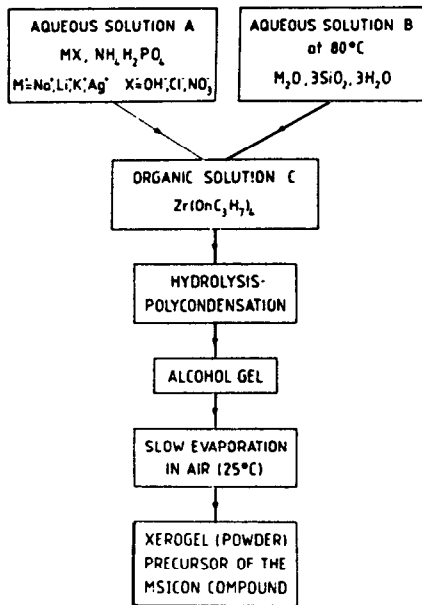 AQUEOUS SOLUTION A
MX, NH₄H₂PO₄
M⁺=Na⁺,Li⁺,K⁺,Ag⁺ X=OH⁻,Cl⁻,NO₃⁻
AQUEOUS SOLUTION B
at 80°C
M₂O, 3SiO₂, 3H₂O
ORGANIC SOLUTION C
Zr(OnC₃H₇)₄
HYDROLYSIS-
POLYCONDENSATION
ALCOHOL GEL
SLOW EVAPORATION
IN AIR (25°C)
XEROGEL (POWDER)
PRECURSOR OF THE
MSICON COMPOUND